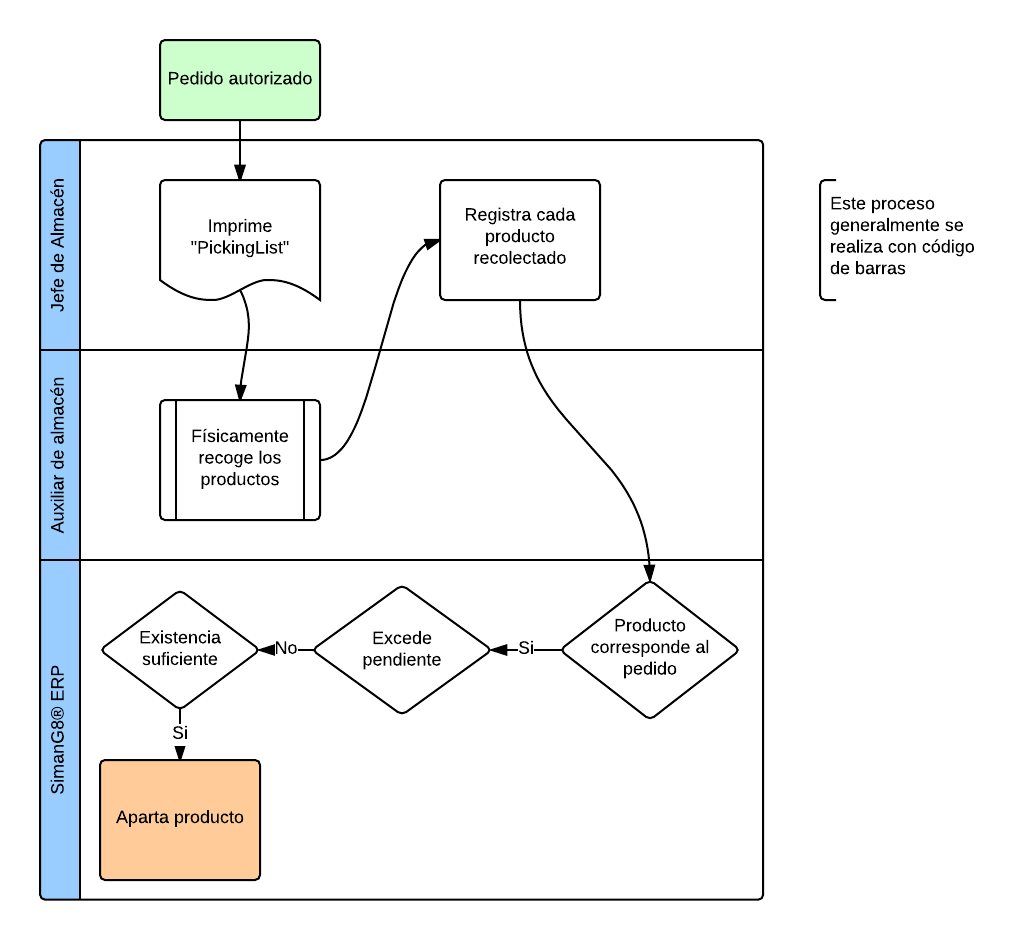 Pedido autorizado
Jefe de Almacén
Imprime
"PickingList"
Registra cada
producto
recolectado
Este proceso
generalmente se
realiza con código
de barras
Auxiliar de almacén
Físicamente
recoge los
productos
SimanG8® ERP
Existencia
suficiente
No
Excede
pendiente
Si
Producto
corresponde al
pedido
Si
Aparta producto